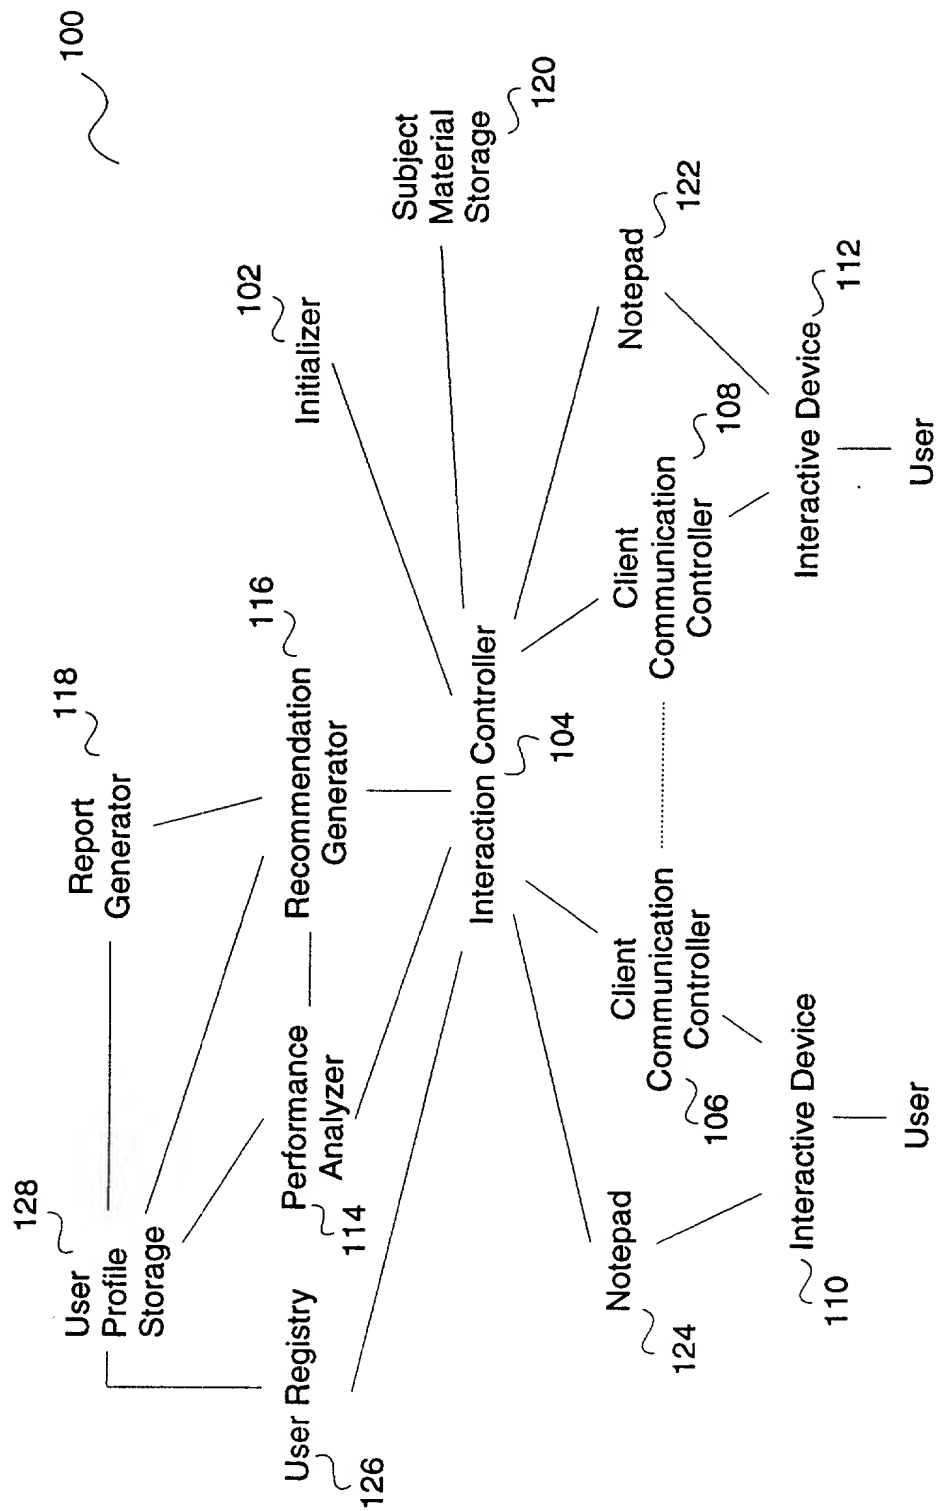 100
128
User
Profile
Storage
Report
Generator
118
126
User Registry
Performance
Analyzer
114
Recommendation
Generator
116
Initializer
102
Subject
Material
Storage
120
Interaction Controller
104
124
Notepad
106
Client
Communication
Controller
Client
Communication
Controller
108
Notepad
122
110
Interactive Device
Interactive Device
112
User
User